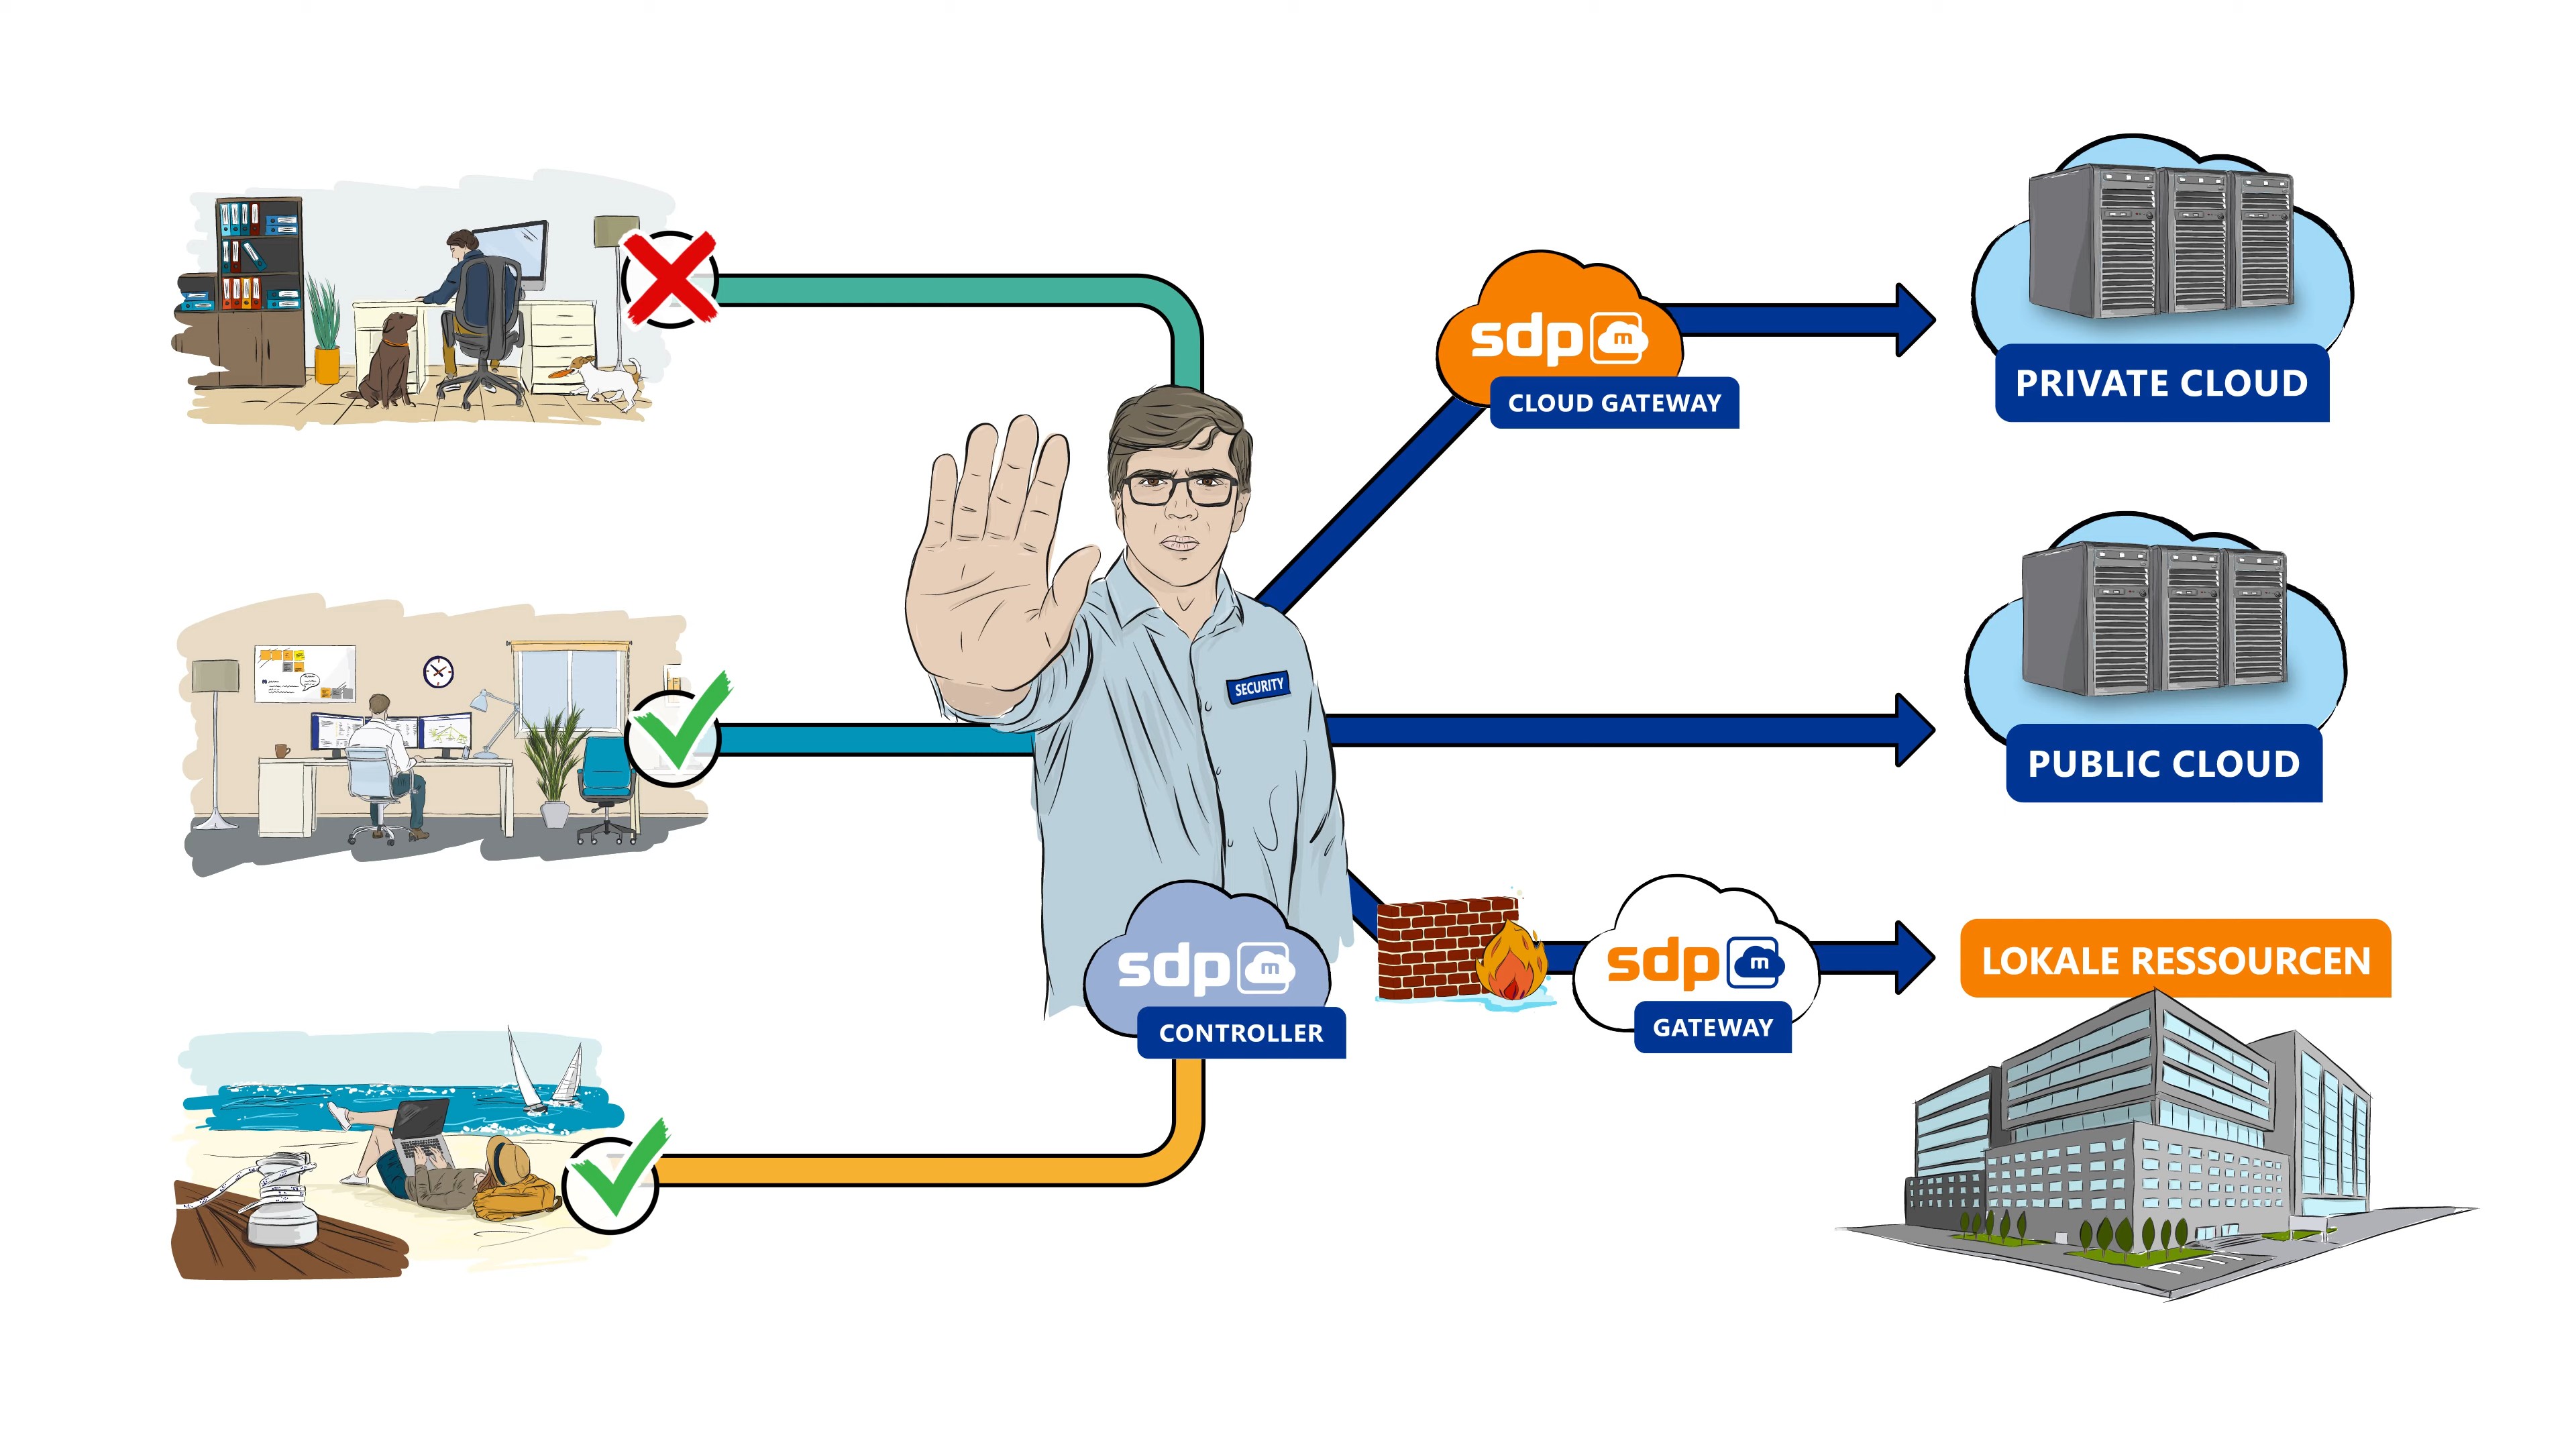 sdp m
CLOUD GATEWAY
PRIVATE CLOUD
SECURITY
PUBLIC CLOUD
sdp m
CONTROLLER
sdp m
GATEWAY
LOKALE RESSOURCEN